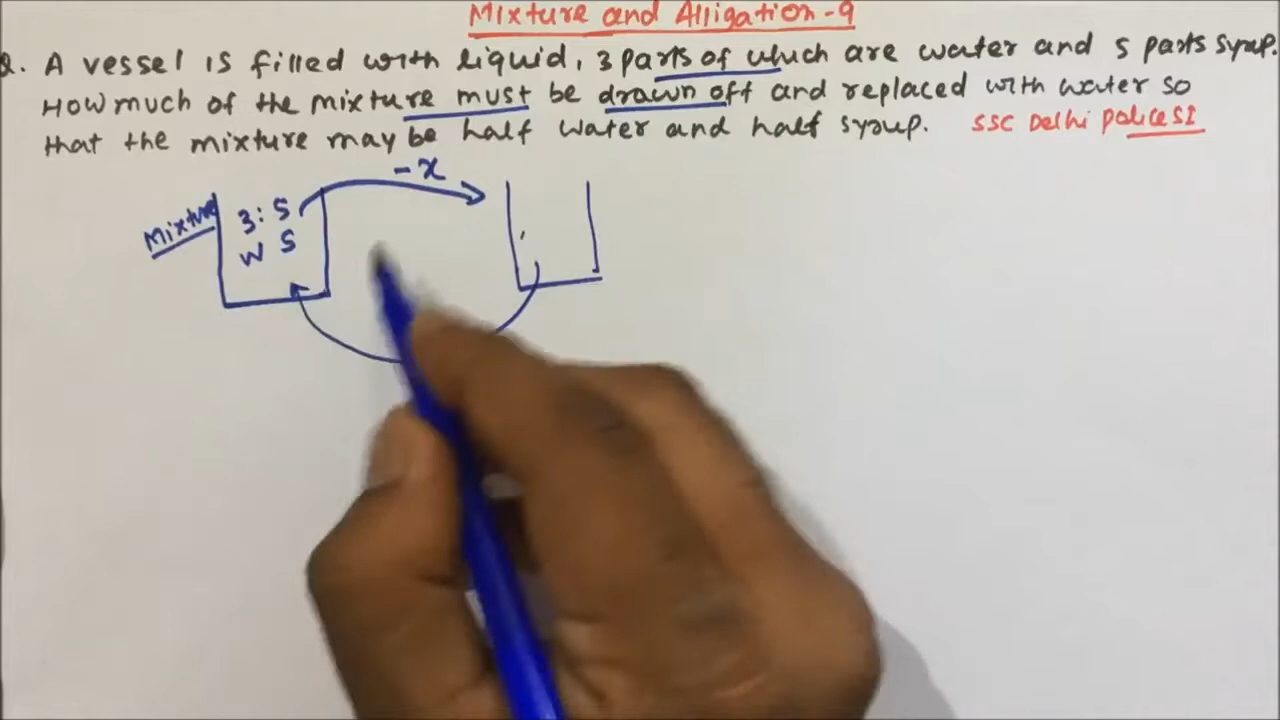 Mixture and Alligation-9
Q. A vessel is filled with liquid, 3 parts of which are water and 5 parts syrup.
How much of the mixture must be drawn off and replaced with water so
that the mixture may be half water and half syrup. SSC Delhi police SI
-x
Mixture
3:5
W S